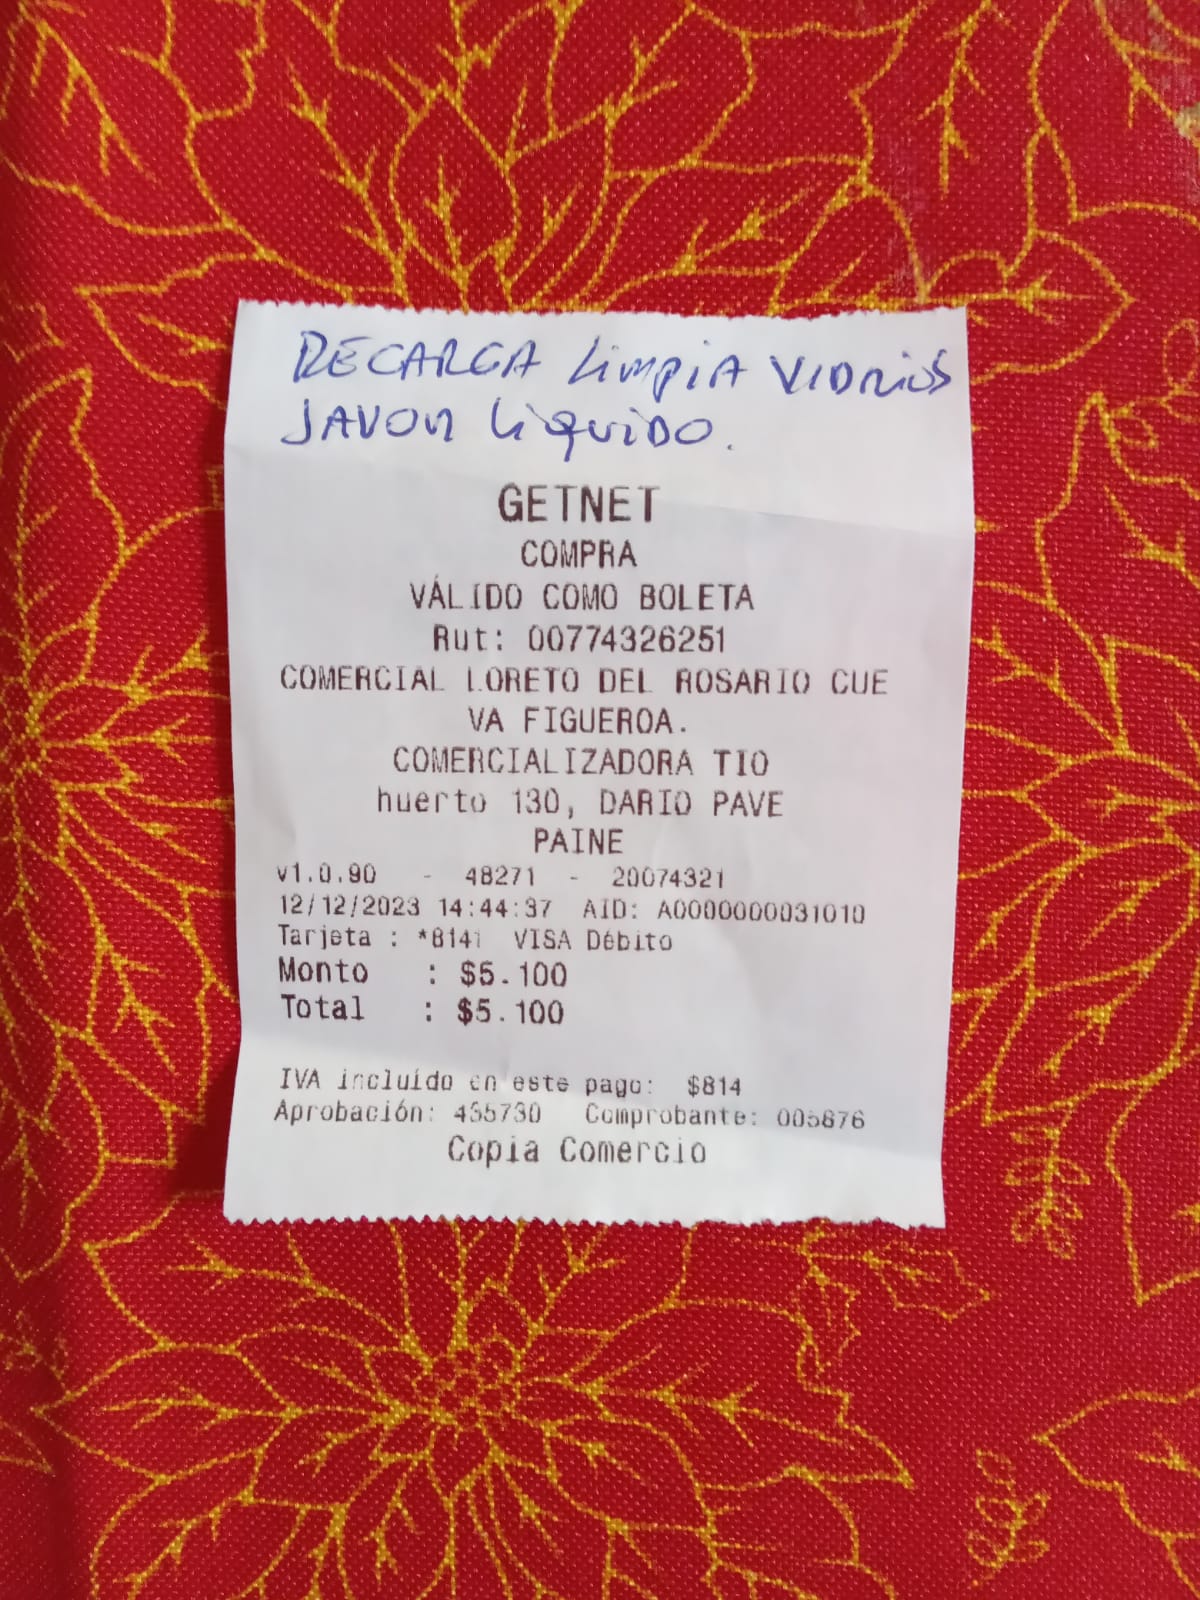 RECARGA LIMPIA VIDRIOS
JAVON LIQUIDO.
GETNET
COMPRA
VÁLIDO COMO BOLETA
Rut: 00774326251
COMERCIAL LORETO DEL ROSARIO CUE
VA FIGUEROA.
COMERCIALIZADORA TIO
huerto 130, DARIO PAVE
PAINE
v1.0.90 - 48271 - 20074321
12/12/2023 14:44:37 AID: A0000000031010
Tarjeta : *8141 VISA Débito
Monto : $5.100
Total : $5.100
IVA incluído en este pago: $814
Aprobación: 435730 Comprobante: 005876
Copia Comercio